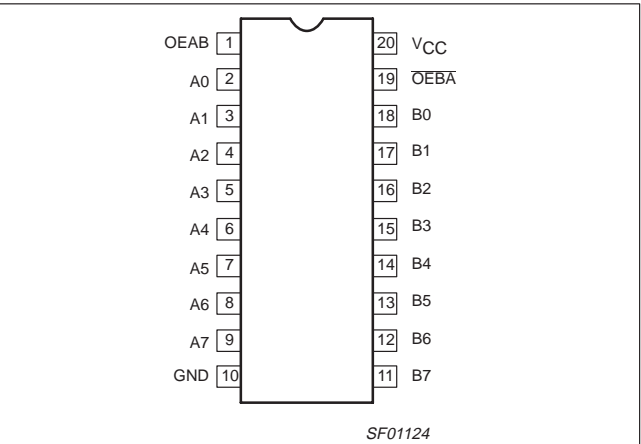 OEAB 1 20 VCC
A0 2 19 O̅E̅B̅A̅
A1 3 18 B0
A2 4 17 B1
A3 5 16 B2
A4 6 15 B3
A5 7 14 B4
A6 8 13 B5
A7 9 12 B6
GND 10 11 B7
SF01124